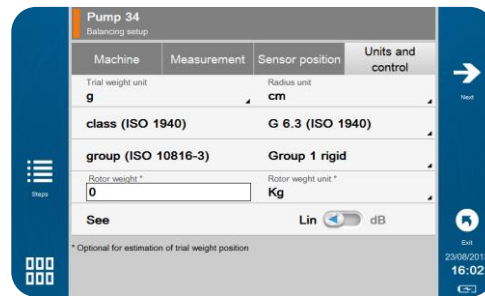 Pump 34
Balancing setup
Machine Measurement Sensor position Units and control
Trial weight unit Radius unit
g cm
class (ISO 1940) G 6.3 (ISO 1940)
group (ISO 10816-3) Group 1 rigid
Rotor weight * Rotor weght unit *
0 Kg
See Lin dB
* Optional for estimation of trial weight position
Steps
Next
Exit
23/08/201
16:02